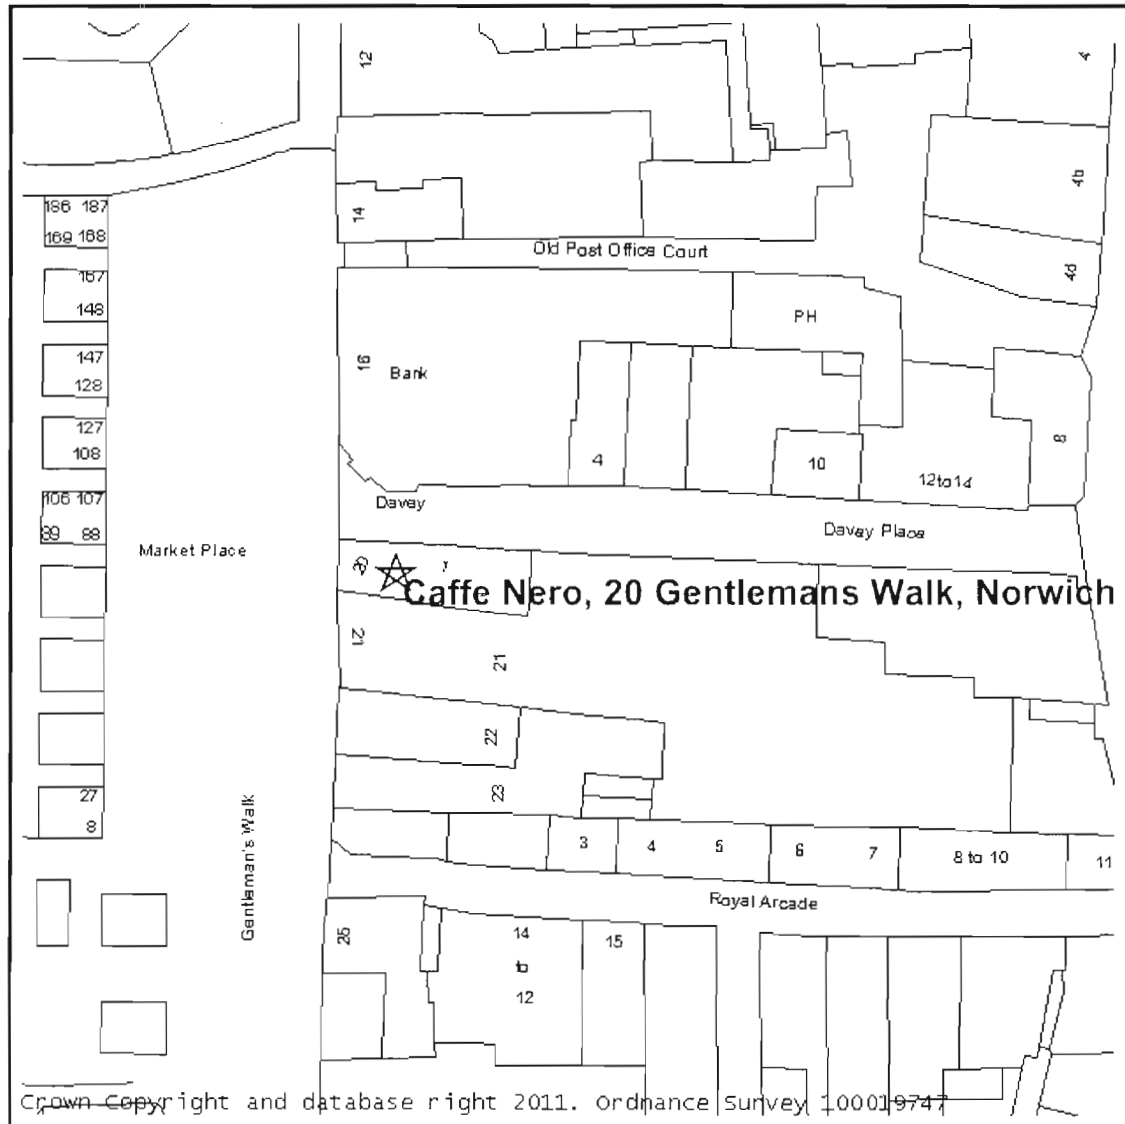 12
4
4b
186 187
169 168
14
Old Post Office Court
4d
167
148
PH
147
128
16
Bank
127
108
8
4
10
12to14
106 107
89 88
Davey
Davey Place
Market Place
20
Caffe Nero, 20 Gentlemans Walk, Norwich
21
21
22
23
27
8
Gentleman's Walk
3
4
5
6
7
8 to 10
11
Royal Arcade
25
14
to
12
15
Crown Copyright and database right 2011. Ordnance Survey 100019747